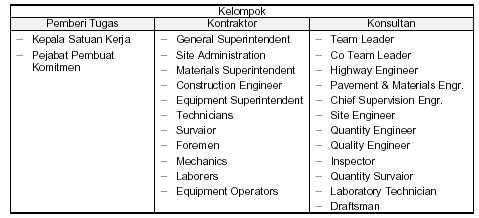 Kelompok
Pemberi Tugas
– Kepala Satuan Kerja
– Pejabat Pembuat
Komitmen
Kontraktor
– General Superintendent
– Site Administration
– Materials Superintendent
– Construction Engineer
– Equipment Superintendent
– Technicians
– Survaior
– Foremen
– Mechanics
– Laborers
– Equipment Operators
Konsultan
– Team Leader
– Co Team Leader
– Highway Engineer
– Pavement & Materials Engr.
– Chief Supervision Engr.
– Site Engineer
– Quantity Engineer
– Quality Engineer
– Inspector
– Quantity Survaior
– Laboratory Technician
– Draftsman